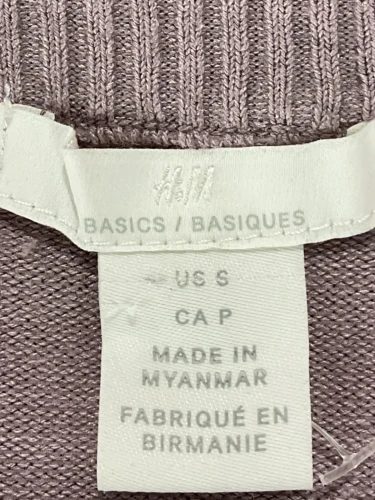 H&M
BASICS / BASIQUES
US S
CA P
MADE IN
MYANMAR
FABRIQUÉ EN
BIRMANIE